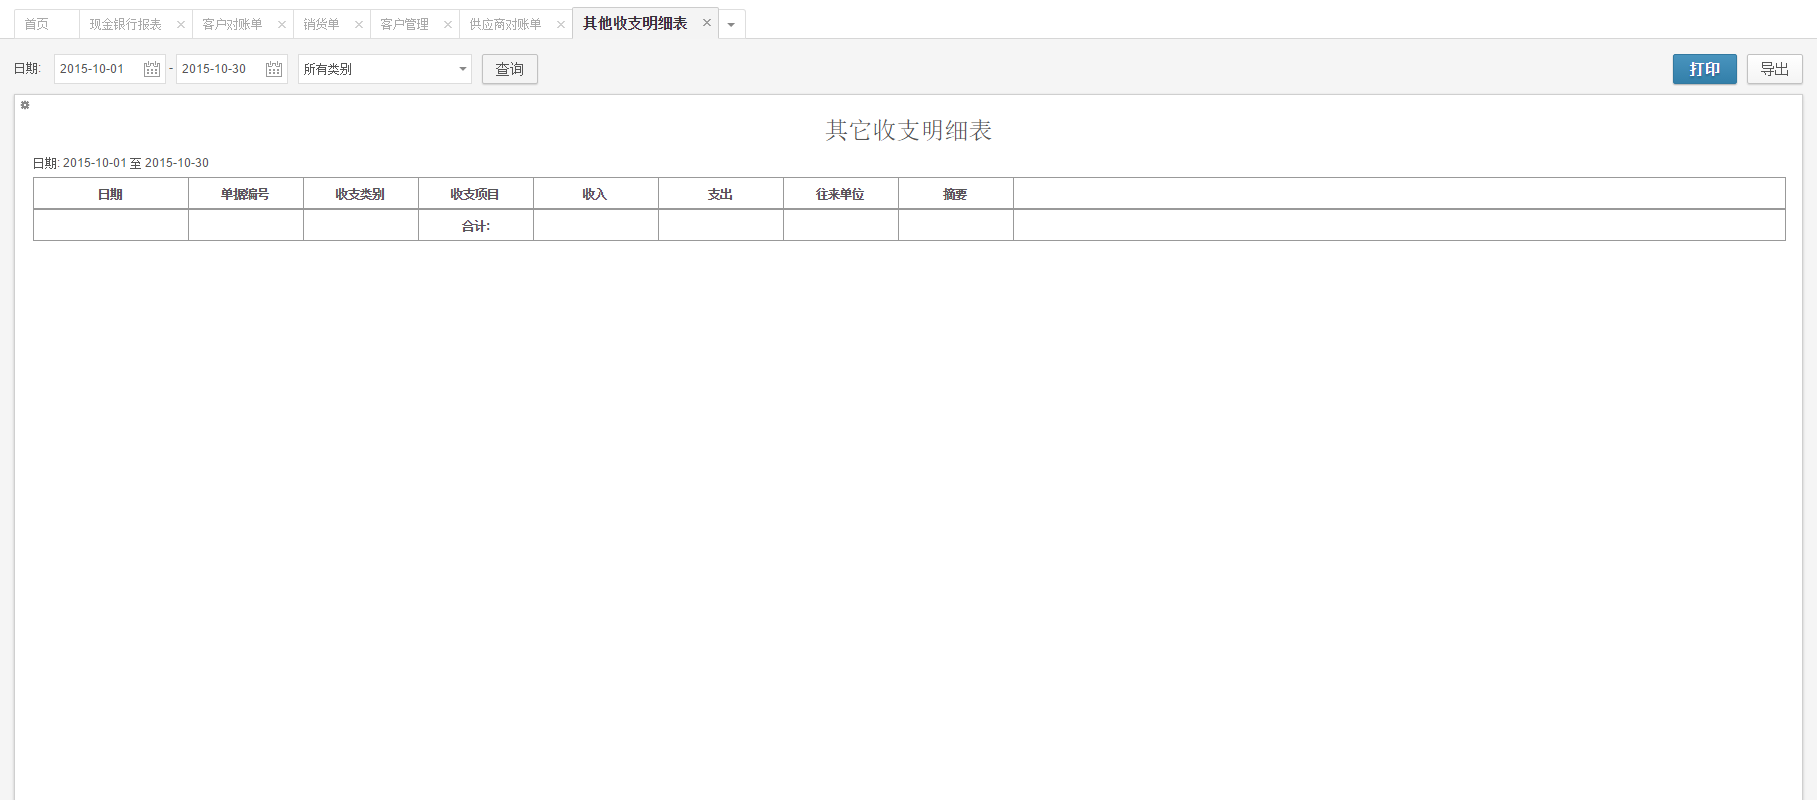 首页 现金银行报表 客户对账单 销货单 客户管理 供应商对账单 其他收支明细表
日期: 2015-10-01 - 2015-10-30 所有类别 查询 打印 导出
其它收支明细表
日期: 2015-10-01 至 2015-10-30
日期 单据编号 收支类别 收支项目 收入 支出 往来单位 摘要
合计: